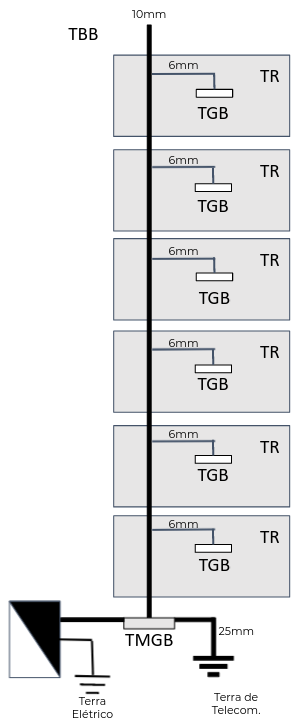 10mm
TBB
6mm
TR
TGB
6mm
TR
TGB
6mm
TR
TGB
6mm
TR
TGB
6mm
TR
TGB
6mm
TR
TGB
TMGB
25mm
Terra
Elétrico
Terra de
Telecom.